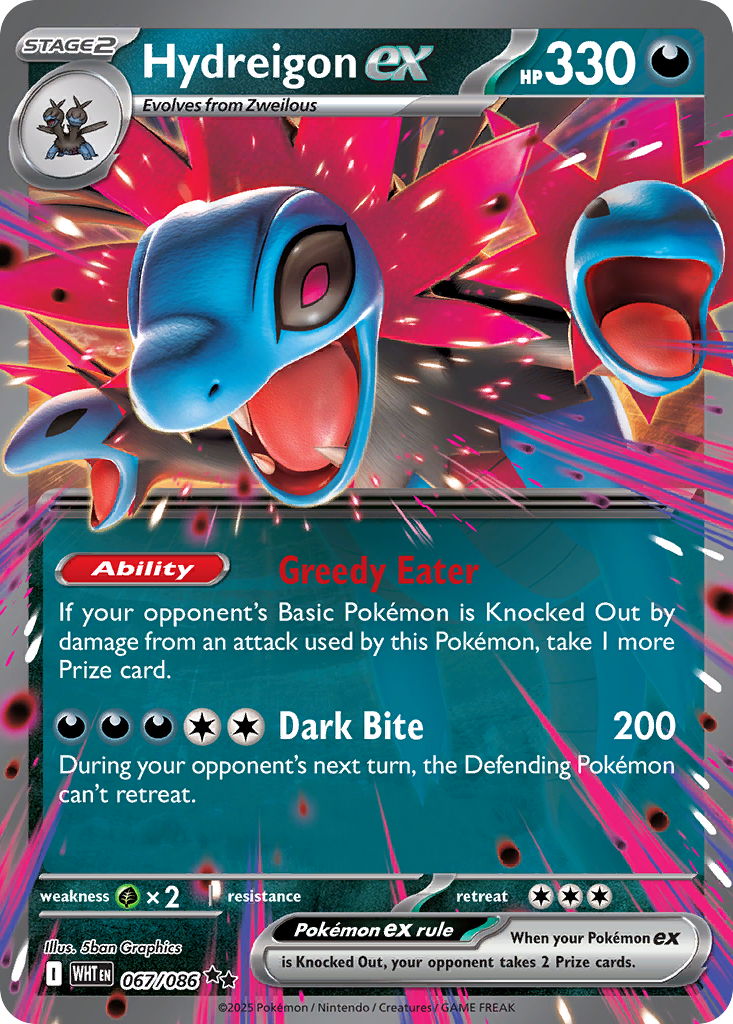 STAGE2
Hydreigon ex
HP 330
Evolves from Zweilous
Ability Greedy Eater
If your opponent's Basic Pokémon is Knocked Out by
damage from an attack used by this Pokémon, take 1 more
Prize card.
Dark Bite 200
During your opponent's next turn, the Defending Pokémon
can't retreat.
weakness ×2 resistance retreat
Pokémon ex rule
When your Pokémon ex
is Knocked Out, your opponent takes 2 Prize cards.
Illus. 5ban Graphics
I WHT EN 067/086
©2025 Pokémon / Nintendo / Creatures / GAME FREAK